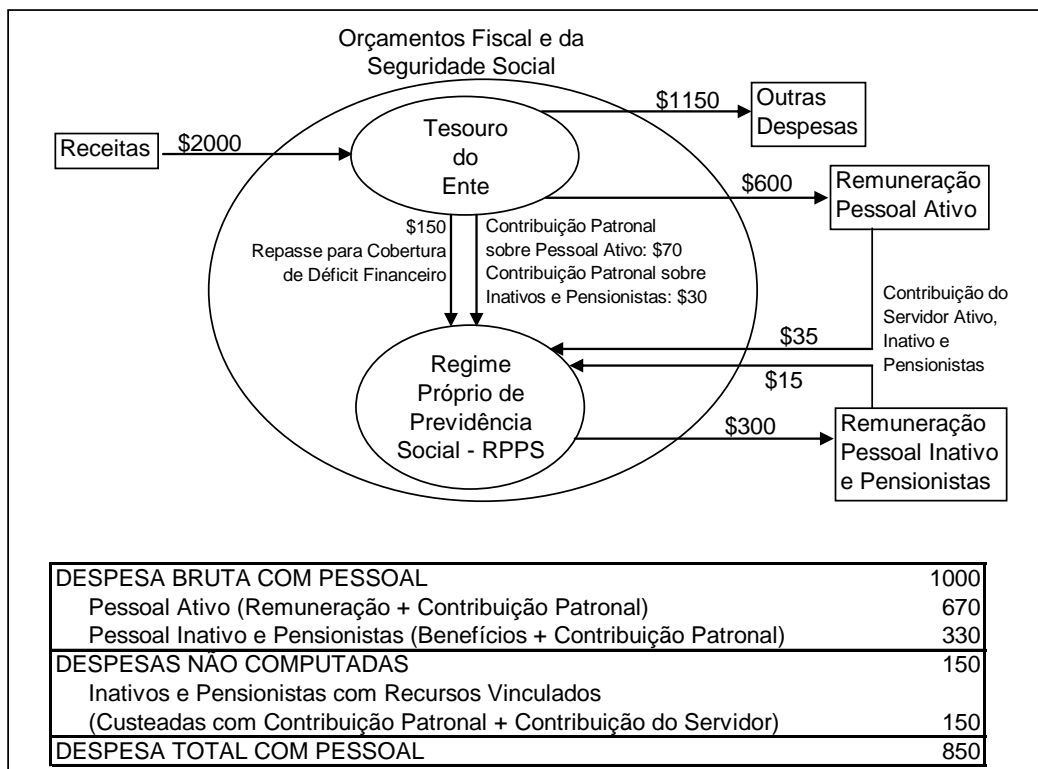 Orçamentos Fiscal e da
Seguridade Social
Receitas
$2000
Tesouro
do
Ente
$1150
Outras
Despesas
$600
Remuneração
Pessoal Ativo
$150
Repasse para Cobertura
de Déficit Financeiro
Contribuição Patronal
sobre Pessoal Ativo: $70
Contribuição Patronal sobre
Inativos e Pensionistas: $30
Contribuição do
Servidor Ativo,
Inativo e
Pensionistas
$35
$15
Regime
Próprio de
Previdência
Social - RPPS
$300
Remuneração
Pessoal Inativo
e Pensionistas
DESPESA BRUTA COM PESSOAL 1000
Pessoal Ativo (Remuneração + Contribuição Patronal) 670
Pessoal Inativo e Pensionistas (Benefícios + Contribuição Patronal) 330
DESPESAS NÃO COMPUTADAS 150
Inativos e Pensionistas com Recursos Vinculados
(Custeadas com Contribuição Patronal + Contribuição do Servidor) 150
DESPESA TOTAL COM PESSOAL 850